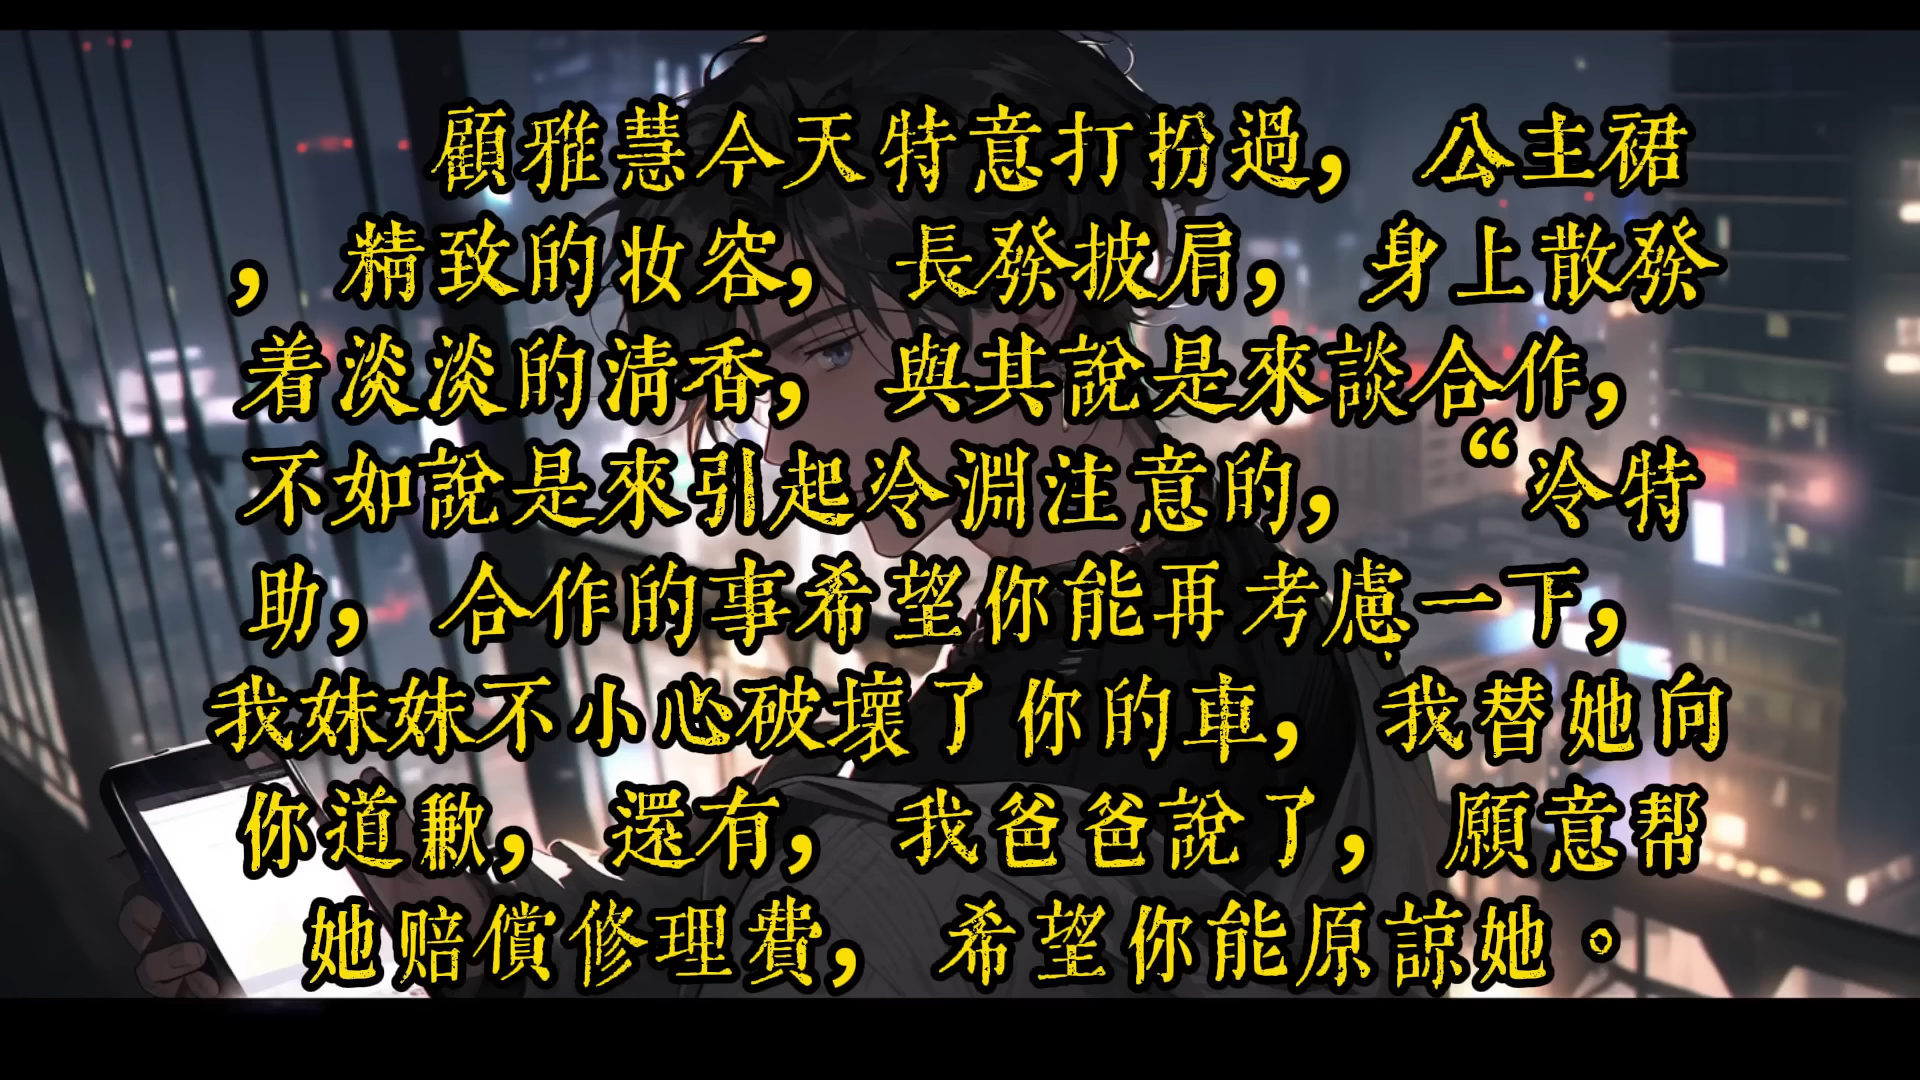 顧雅慧今天特意打扮過，公主裙
，精致的妆容，長發披肩，身上散發
着淡淡的淸香，與其說是來談合作，
不如說是來引起冷淵注意的，“冷特
助，合作的事希望你能再考慮一下，
我妹妹不小心破壞了你的車，我替她向
你道歉，還有，我爸爸說了，願意帮
她赔償修理費，希望你能原諒她。